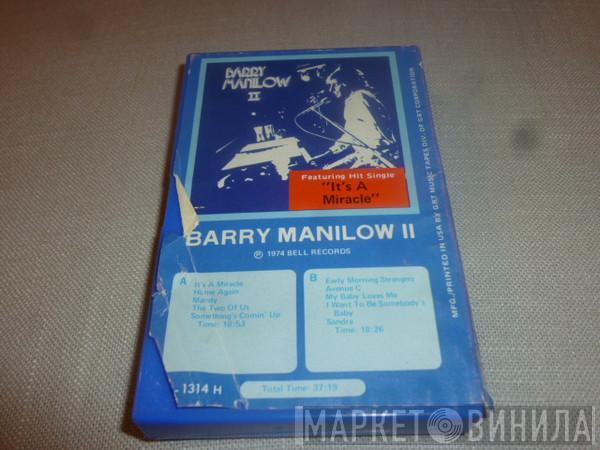 BARRY
MANILOW
II
Featuring Hit Single
"It's A
Miracle"
BARRY MANILOW II
℗ 1974 BELL RECORDS
A
It's A Miracle
Home Again
Mandy
The Two Of Us
Something's Comin' Up
Time: 18:53
B
Early Morning Strangers
Avenue C
My Baby Loves Me
I Want To Be Somebody's
Baby
Sandra
Time: 18:26
-1314 H
Total Time: 37:19
MFG./PRINTED IN USA BY GRT MUSIC TAPES DIV. OF GRT CORPORATION
МАРКЕТ ВИНИЛА